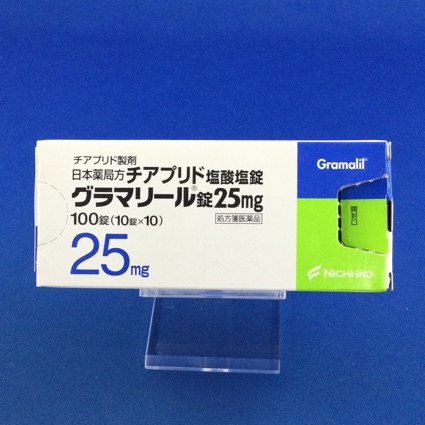 チアプリド製剤
日本薬局方チアプリド塩酸塩錠
グラマリール®錠25mg
100錠(10錠×10)
処方箋医薬品
25mg
Gramalil®
開封口
NICHI-IKO